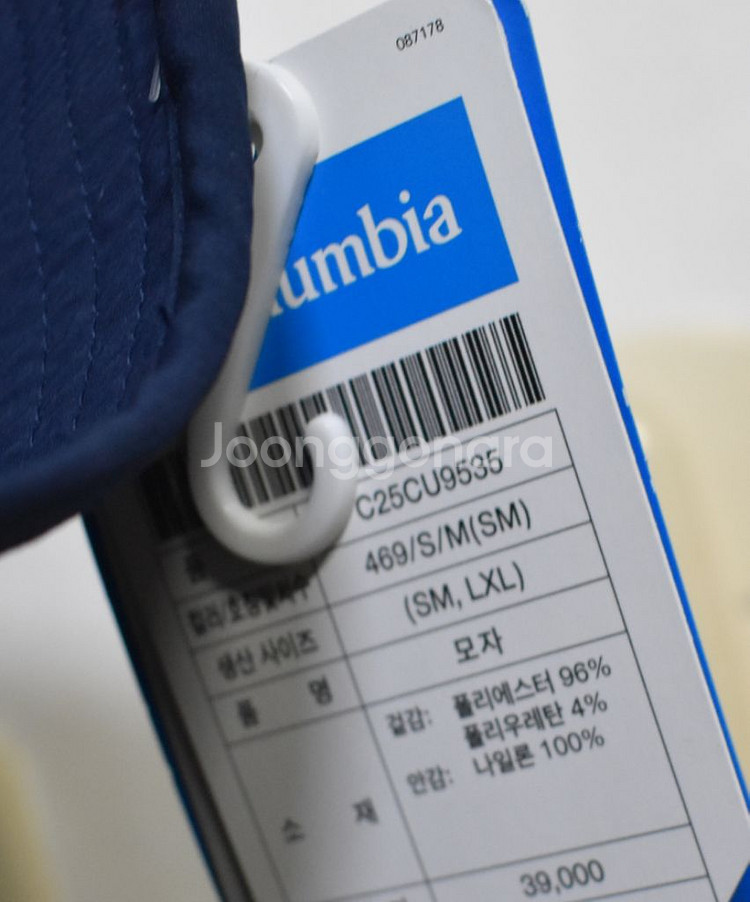 087178
umbia
Joonggonara
C25CU9535
469/S/M(SM)
생산 사이즈 (SM, LXL)
품 명 모자
소 재 겉감: 폴리에스터 96%
폴리우레탄 4%
안감: 나일론 100%
39,000